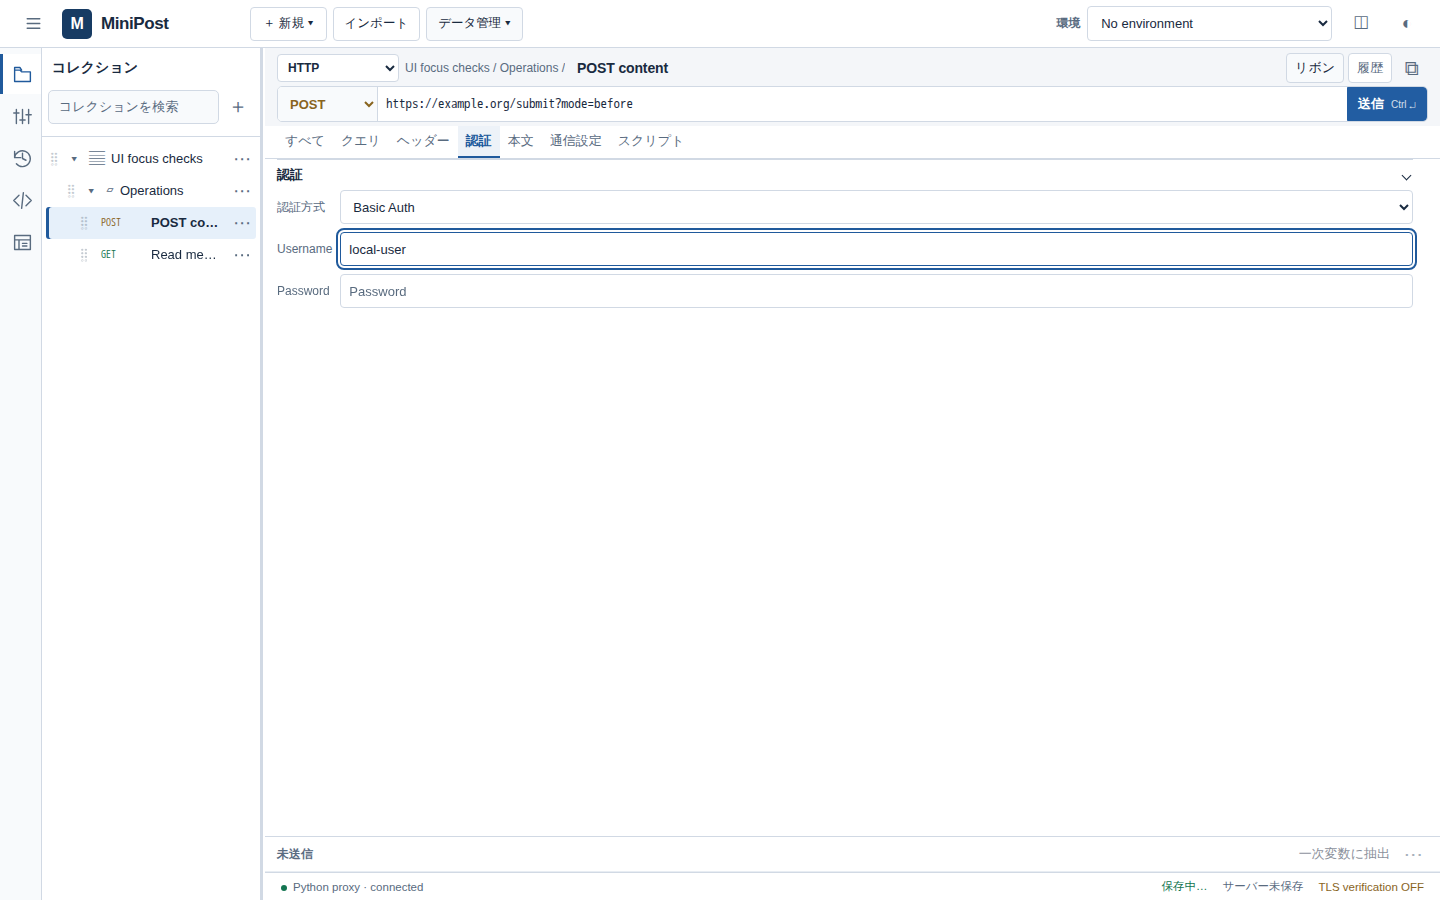 M MiniPost ＋ 新規 ▾ インポート データ管理 ▾ 環境 No environment
コレクション
コレクションを検索 ＋
UI focus checks ···
Operations ···
POST POST co… ···
GET Read me… ···
HTTP UI focus checks / Operations / POST content リボン 履歴
POST https://example.org/submit?mode=before 送信 Ctrl ↵
すべて クエリ ヘッダー 認証 本文 通信設定 スクリプト
認証
認証方式 Basic Auth
Username local-user
Password Password
未送信 一次変数に抽出 ···
Python proxy · connected 保存中… サーバー未保存 TLS verification OFF